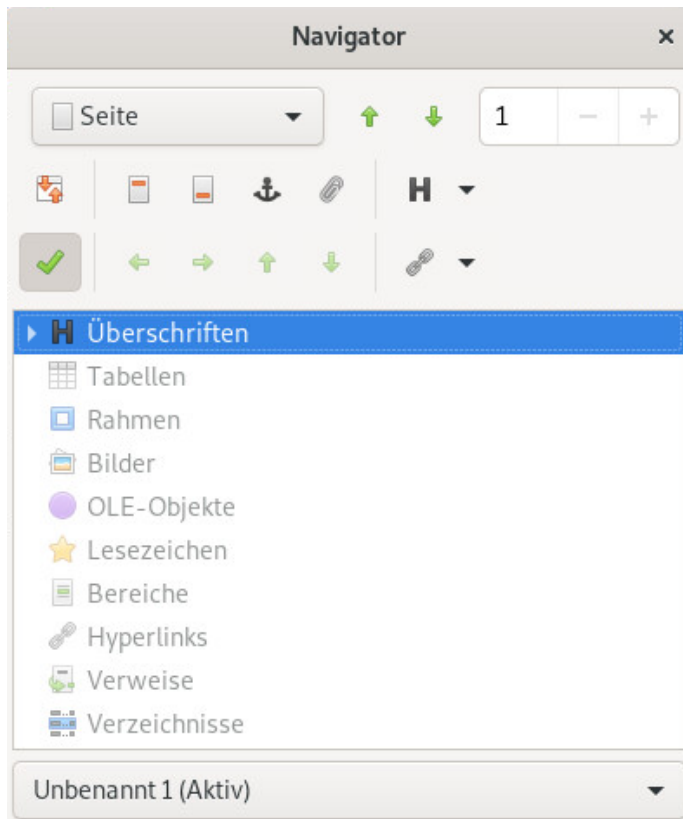 Navigator
Seite
1
Überschriften
Tabellen
Rahmen
Bilder
OLE-Objekte
Lesezeichen
Bereiche
Hyperlinks
Verweise
Verzeichnisse
Unbenannt 1 (Aktiv)